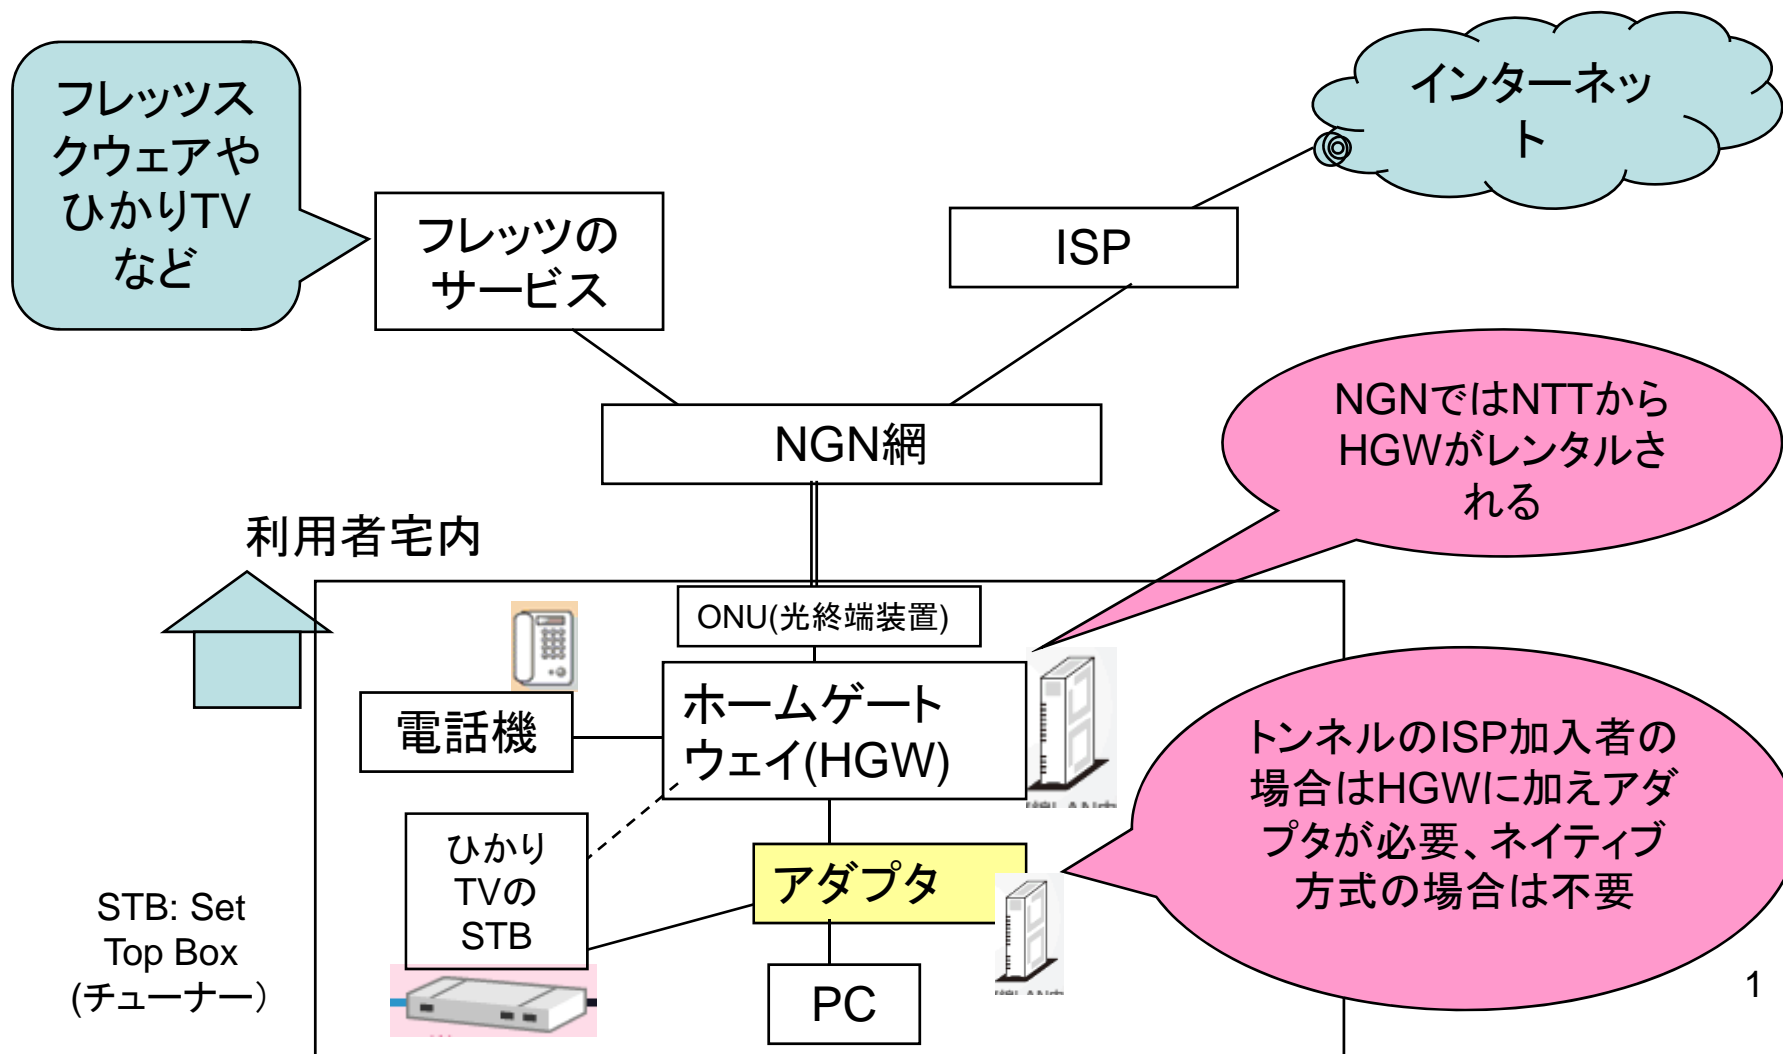 フレッツス
クウェアや
ひかりTV
など
フレッツの
サービス
ISP
インターネッ
ト
NGN網
NGNではNTTから
HGWがレンタルさ
れる
利用者宅内
ONU(光終端装置)
電話機
ホームゲート
ウェイ(HGW)
ひかり
TVの
STB
アダプタ
トンネルのISP加入者の
場合はHGWに加えアダ
プタが必要、ネイティブ
方式の場合は不要
STB: Set
Top Box
(チューナー）
PC
1